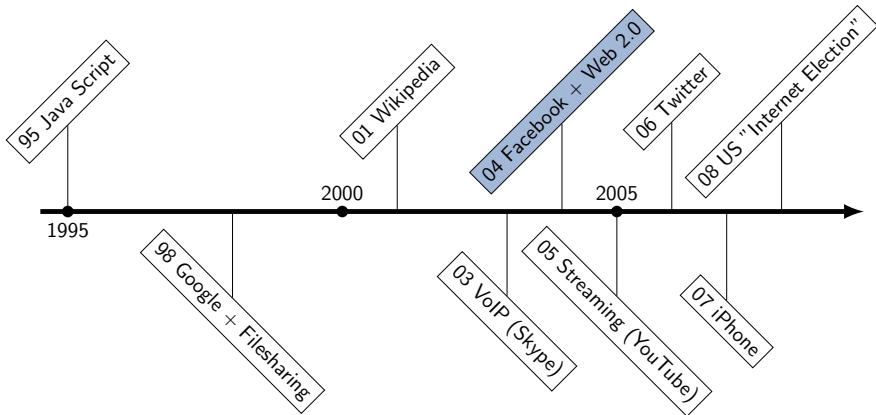 95 Java Script
01 Wikipedia
04 Facebook + Web 2.0
06 Twitter
08 US "Internet Election"
2000
2005
1995
98 Google + Filesharing
03 VoIP (Skype)
05 Streaming (YouTube)
07 iPhone